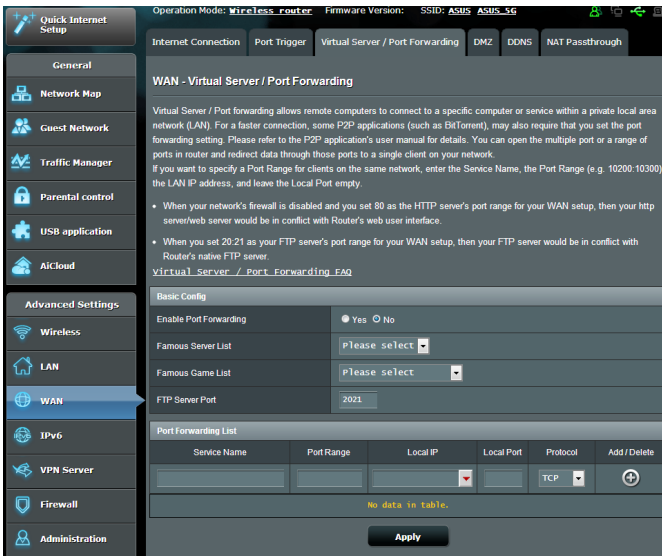 Quick Internet
Setup
General
Network Map
Guest Network
Traffic Manager
Parental control
USB application
AiCloud
Advanced Settings
Wireless
LAN
WAN
IPv6
VPN Server
Firewall
Administration
Operation Mode: Wireless router Firmware Version: SSID: ASUS ASUS_5G
Internet Connection Port Trigger Virtual Server / Port Forwarding DMZ DDNS NAT Passthrough
WAN - Virtual Server / Port Forwarding
Virtual Server / Port forwarding allows remote computers to connect to a specific computer or service within a private local area
network (LAN). For a faster connection, some P2P applications (such as BitTorrent), may also require that you set the port
forwarding setting. Please refer to the P2P application's user manual for details. You can open the multiple port or a range of
ports in router and redirect data through those ports to a single client on your network.
If you want to specify a Port Range for clients on the same network, enter the Service Name, the Port Range (e.g. 10200:10300)
the LAN IP address, and leave the Local Port empty.
• When your network's firewall is disabled and you set 80 as the HTTP server's port range for your WAN setup, then your http
server/web server would be in conflict with Router's web user interface.
• When you set 20:21 as your FTP server's port range for your WAN setup, then your FTP server would be in conflict with
Router's native FTP server.
Virtual Server / Port Forwarding FAQ
Basic Config
Enable Port Forwarding Yes No
Famous Server List Please select
Famous Game List Please select
FTP Server Port 2021
Port Forwarding List
Service Name Port Range Local IP Local Port Protocol Add / Delete
TCP
No data in table.
Apply